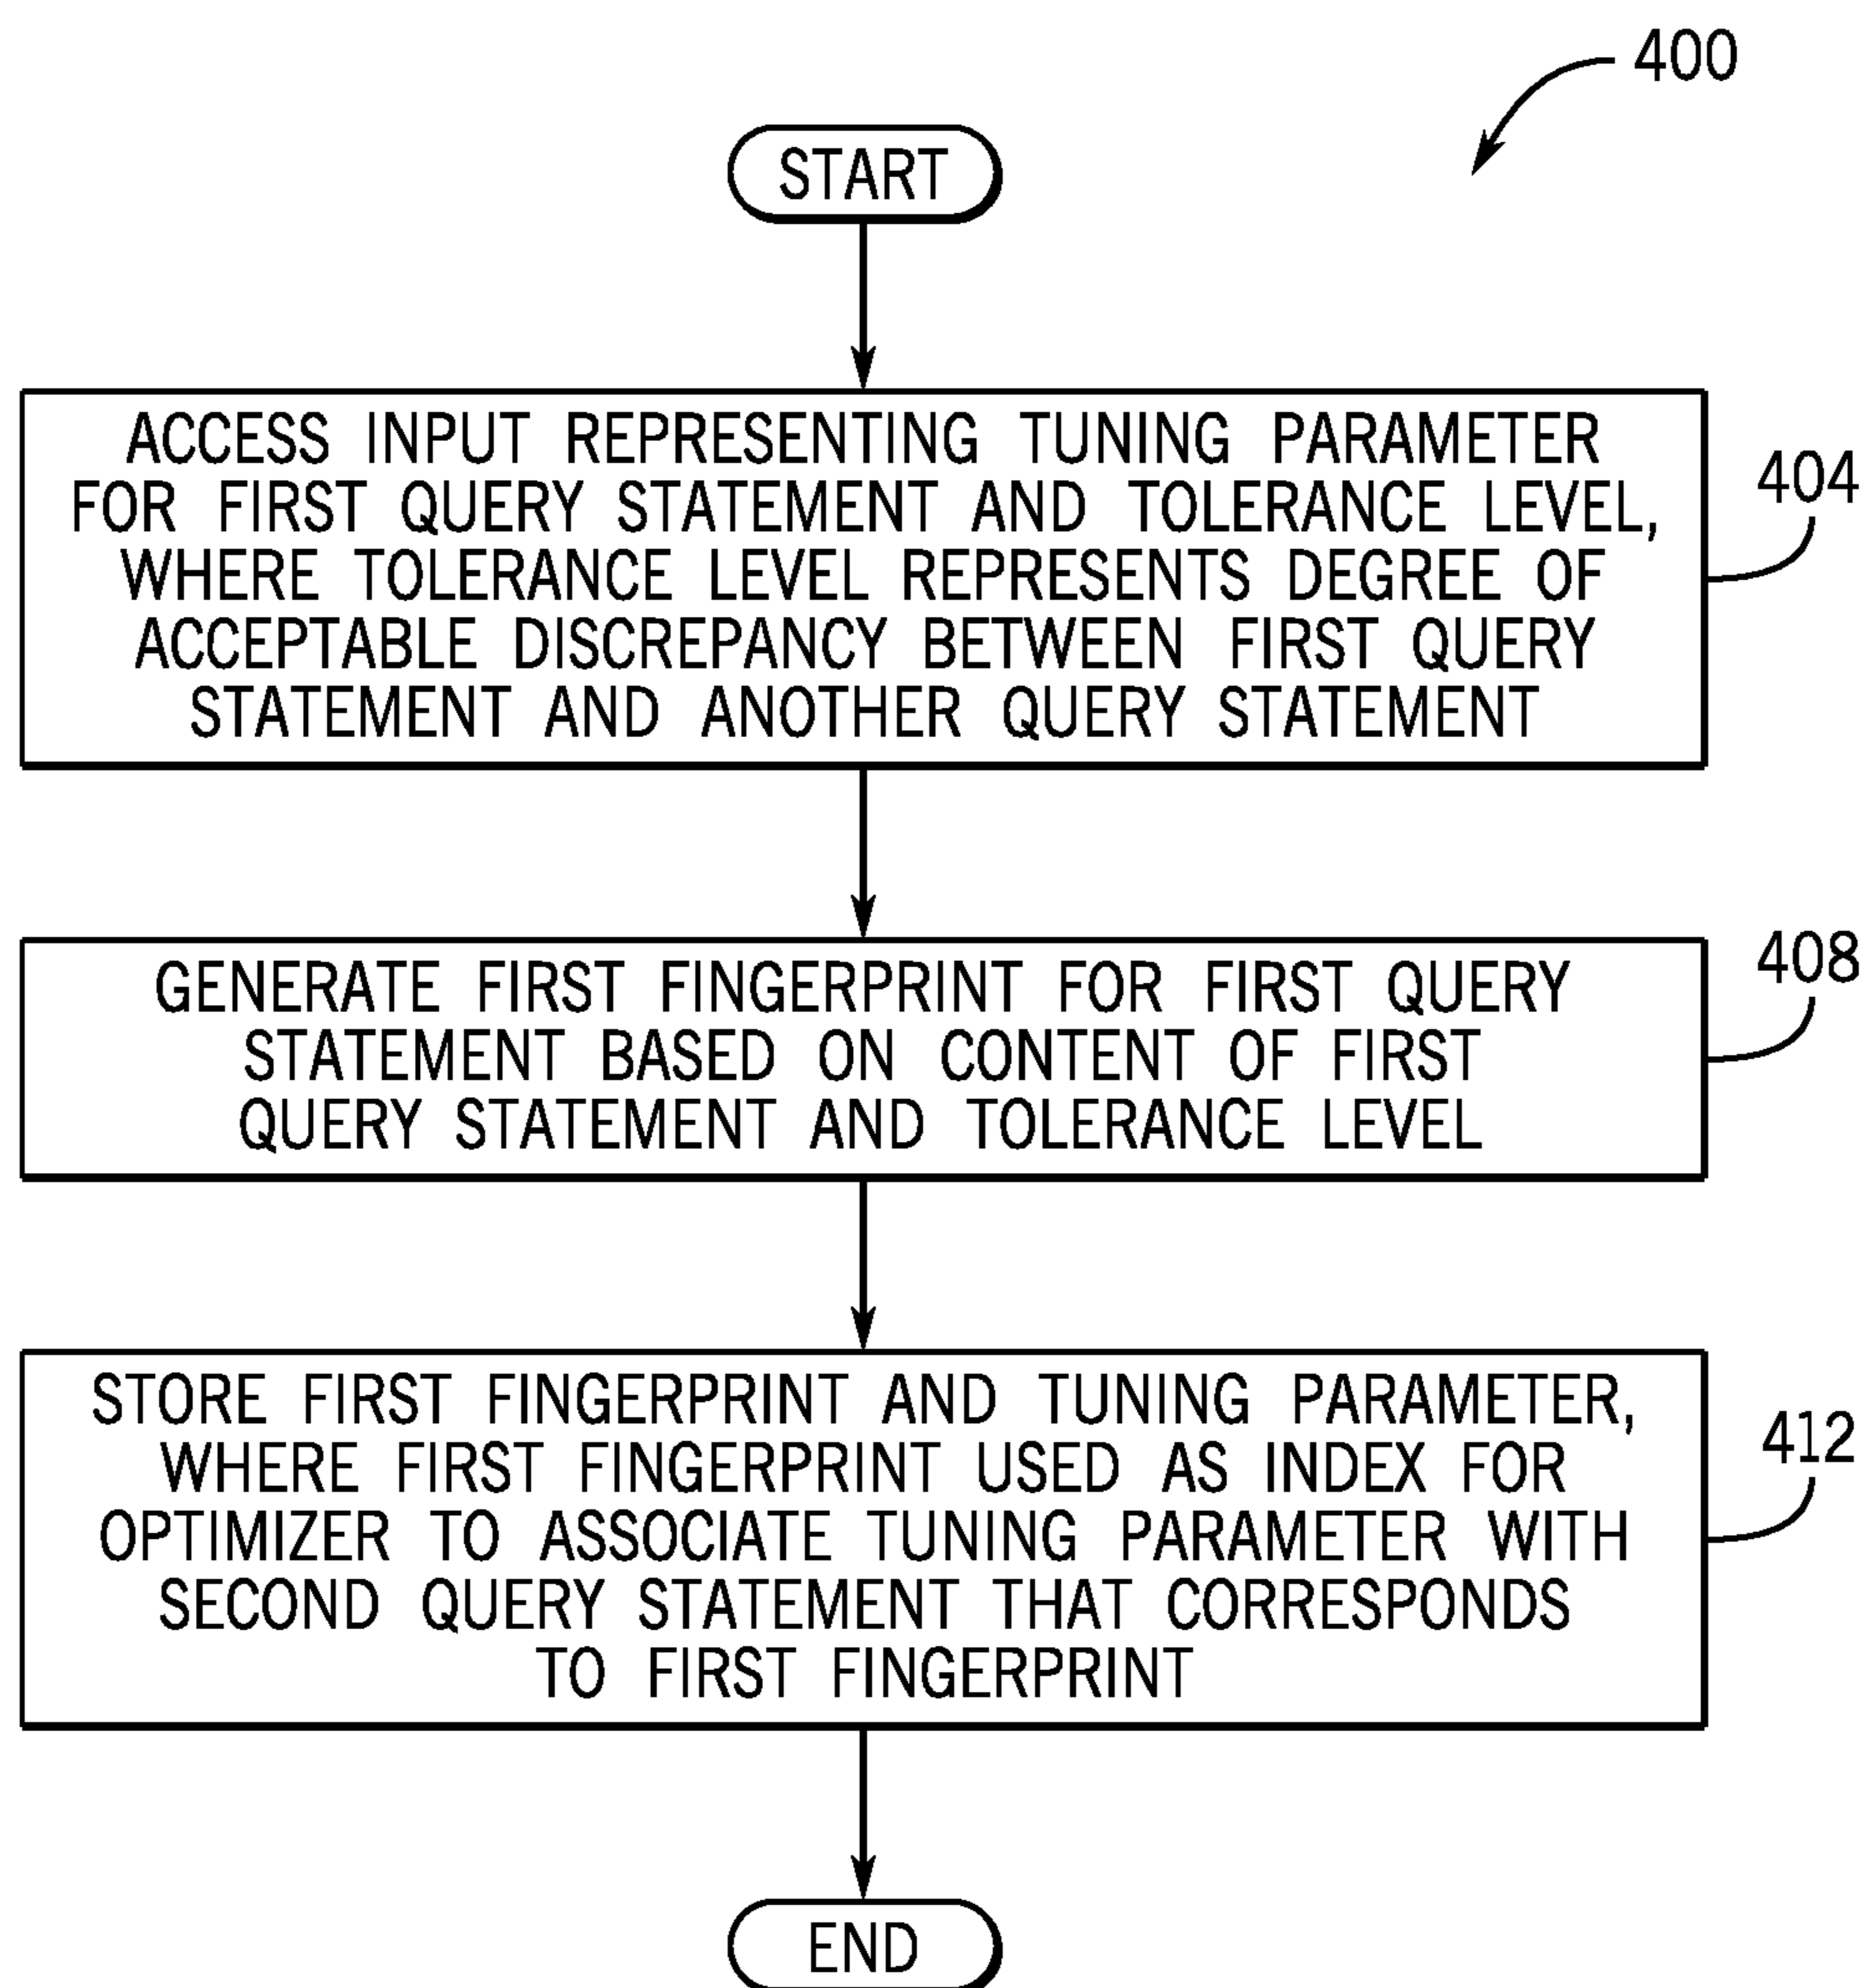 400
START
ACCESS INPUT REPRESENTING TUNING PARAMETER
FOR FIRST QUERY STATEMENT AND TOLERANCE LEVEL,
WHERE TOLERANCE LEVEL REPRESENTS DEGREE OF
ACCEPTABLE DISCREPANCY BETWEEN FIRST QUERY
STATEMENT AND ANOTHER QUERY STATEMENT
404
GENERATE FIRST FINGERPRINT FOR FIRST QUERY
STATEMENT BASED ON CONTENT OF FIRST
QUERY STATEMENT AND TOLERANCE LEVEL
408
STORE FIRST FINGERPRINT AND TUNING PARAMETER,
WHERE FIRST FINGERPRINT USED AS INDEX FOR
OPTIMIZER TO ASSOCIATE TUNING PARAMETER WITH
SECOND QUERY STATEMENT THAT CORRESPONDS
TO FIRST FINGERPRINT
412
END